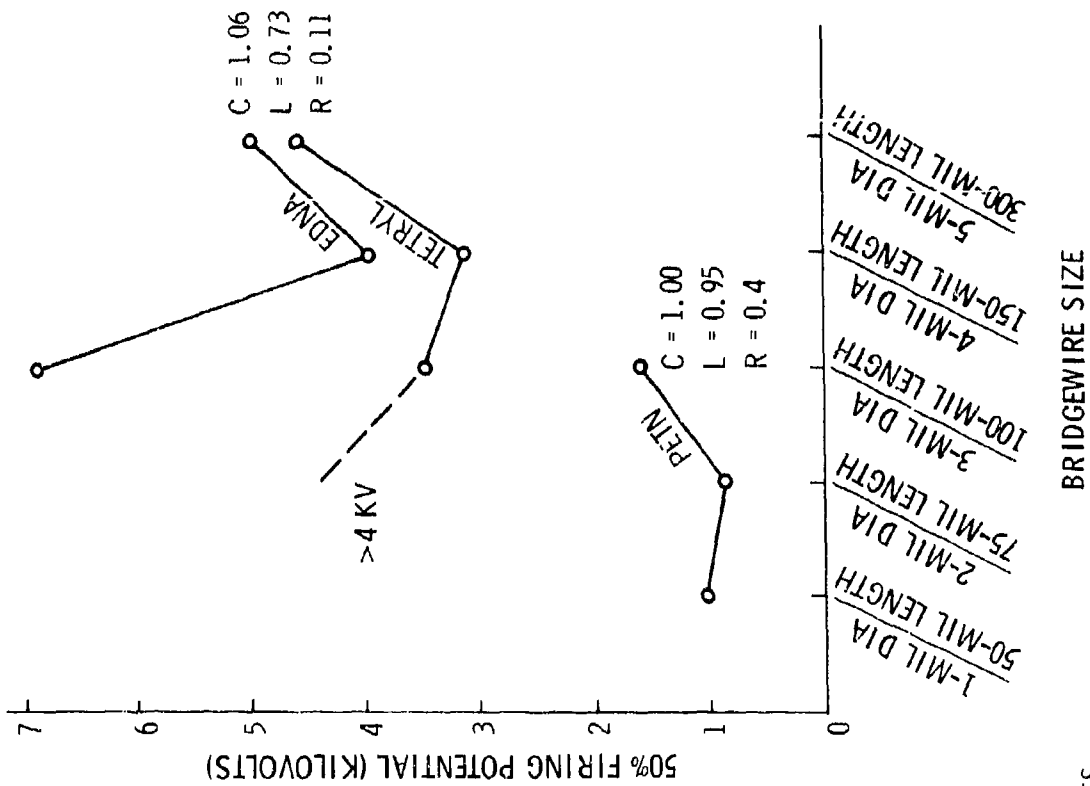 7
6
5
4
3
2
1
0
50% FIRING POTENTIAL (KILOVOLTS)
EDNA
TETRYL
C = 1.06
L = 0.73
R = 0.11
>4 KV
PETN
C = 1.00
L = 0.95
R = 0.4
1-MIL DIA
50-MIL LENGTH
2-MIL DIA
75-MIL LENGTH
3-MIL DIA
100-MIL LENGTH
4-MIL DIA
150-MIL LENGTH
5-MIL DIA
300-MIL LENGTH
BRIDGEWIRE SIZE